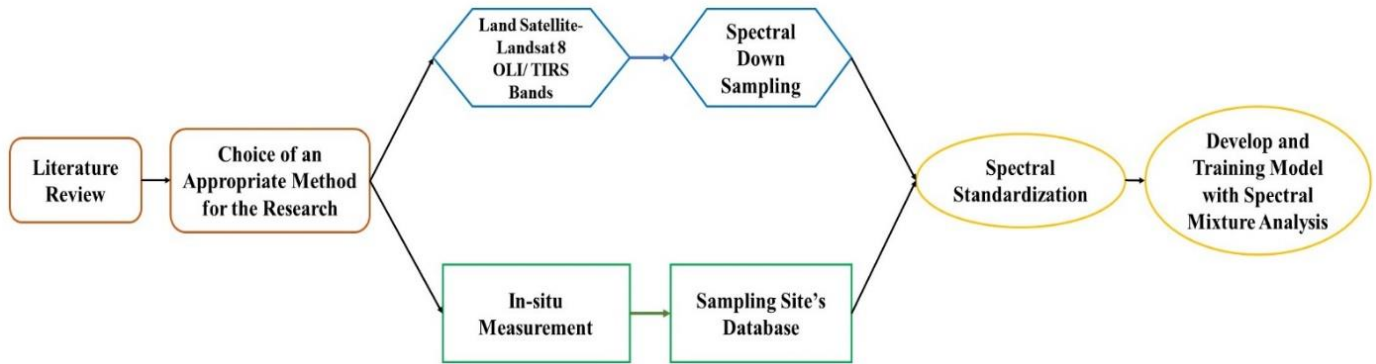 Literature
Review
Choice of an
Appropriate Method
for the Research
Land Satellite-
Landsat 8
OLI/ TIRS
Bands
Spectral
Down
Sampling
In-situ
Measurement
Sampling Site’s
Database
Spectral
Standardization
Develop and
Training Model
with Spectral
Mixture Analysis